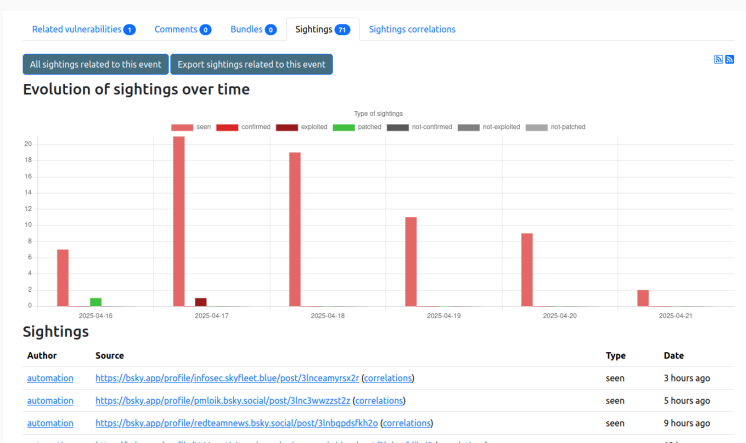 Related vulnerabilities 1 Comments 0 Bundles 0 Sightings 71 Sightings correlations
All sightings related to this event Export sightings related to this event
Evolution of sightings over time
Type of sightings
seen confirmed exploited patched not-confirmed not-exploited not-patched
20
18
16
14
12
10
8
6
4
2
0
2025-04-16 2025-04-17 2025-04-18 2025-04-19 2025-04-20 2025-04-21
Sightings
Author Source Type Date
automation https://bsky.app/profile/infosec.skyfleet.blue/post/3lnceamyrsx2r (correlations) seen 3 hours ago
automation https://bsky.app/profile/pmloik.bsky.social/post/3lnc3wwzzst2z (correlations) seen 5 hours ago
automation https://bsky.app/profile/redteamnews.bsky.social/post/3lnbqpdsfkh2o (correlations) seen 9 hours ago